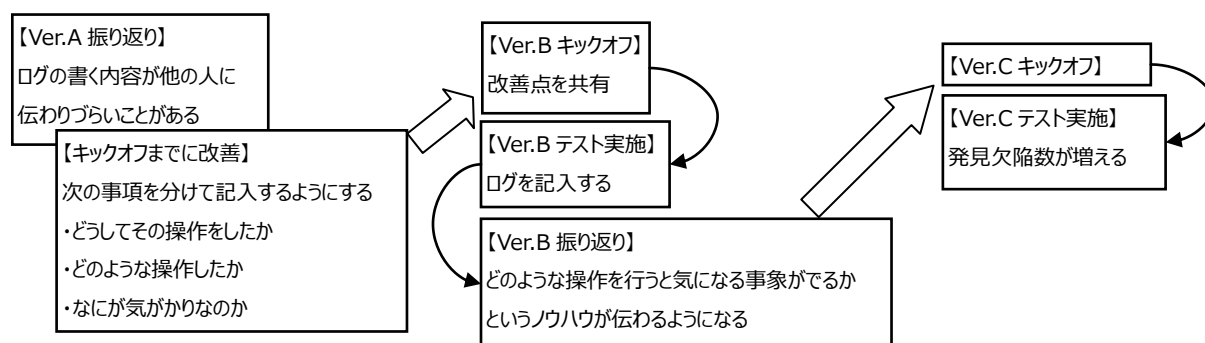 【Ver.A 振り返り】
ログの書く内容が他の人に
伝わりづらいことがある
【キックオフまでに改善】
次の事項を分けて記入するようにする
・どうしてその操作をしたか
・どのような操作したか
・なにが気がかりなのか
【Ver.B キックオフ】
改善点を共有
【Ver.B テスト実施】
ログを記入する
【Ver.B 振り返り】
どのような操作を行うと気になる事象がでるか
というノウハウが伝わるようになる
【Ver.C キックオフ】
【Ver.C テスト実施】
発見欠陥数が増える